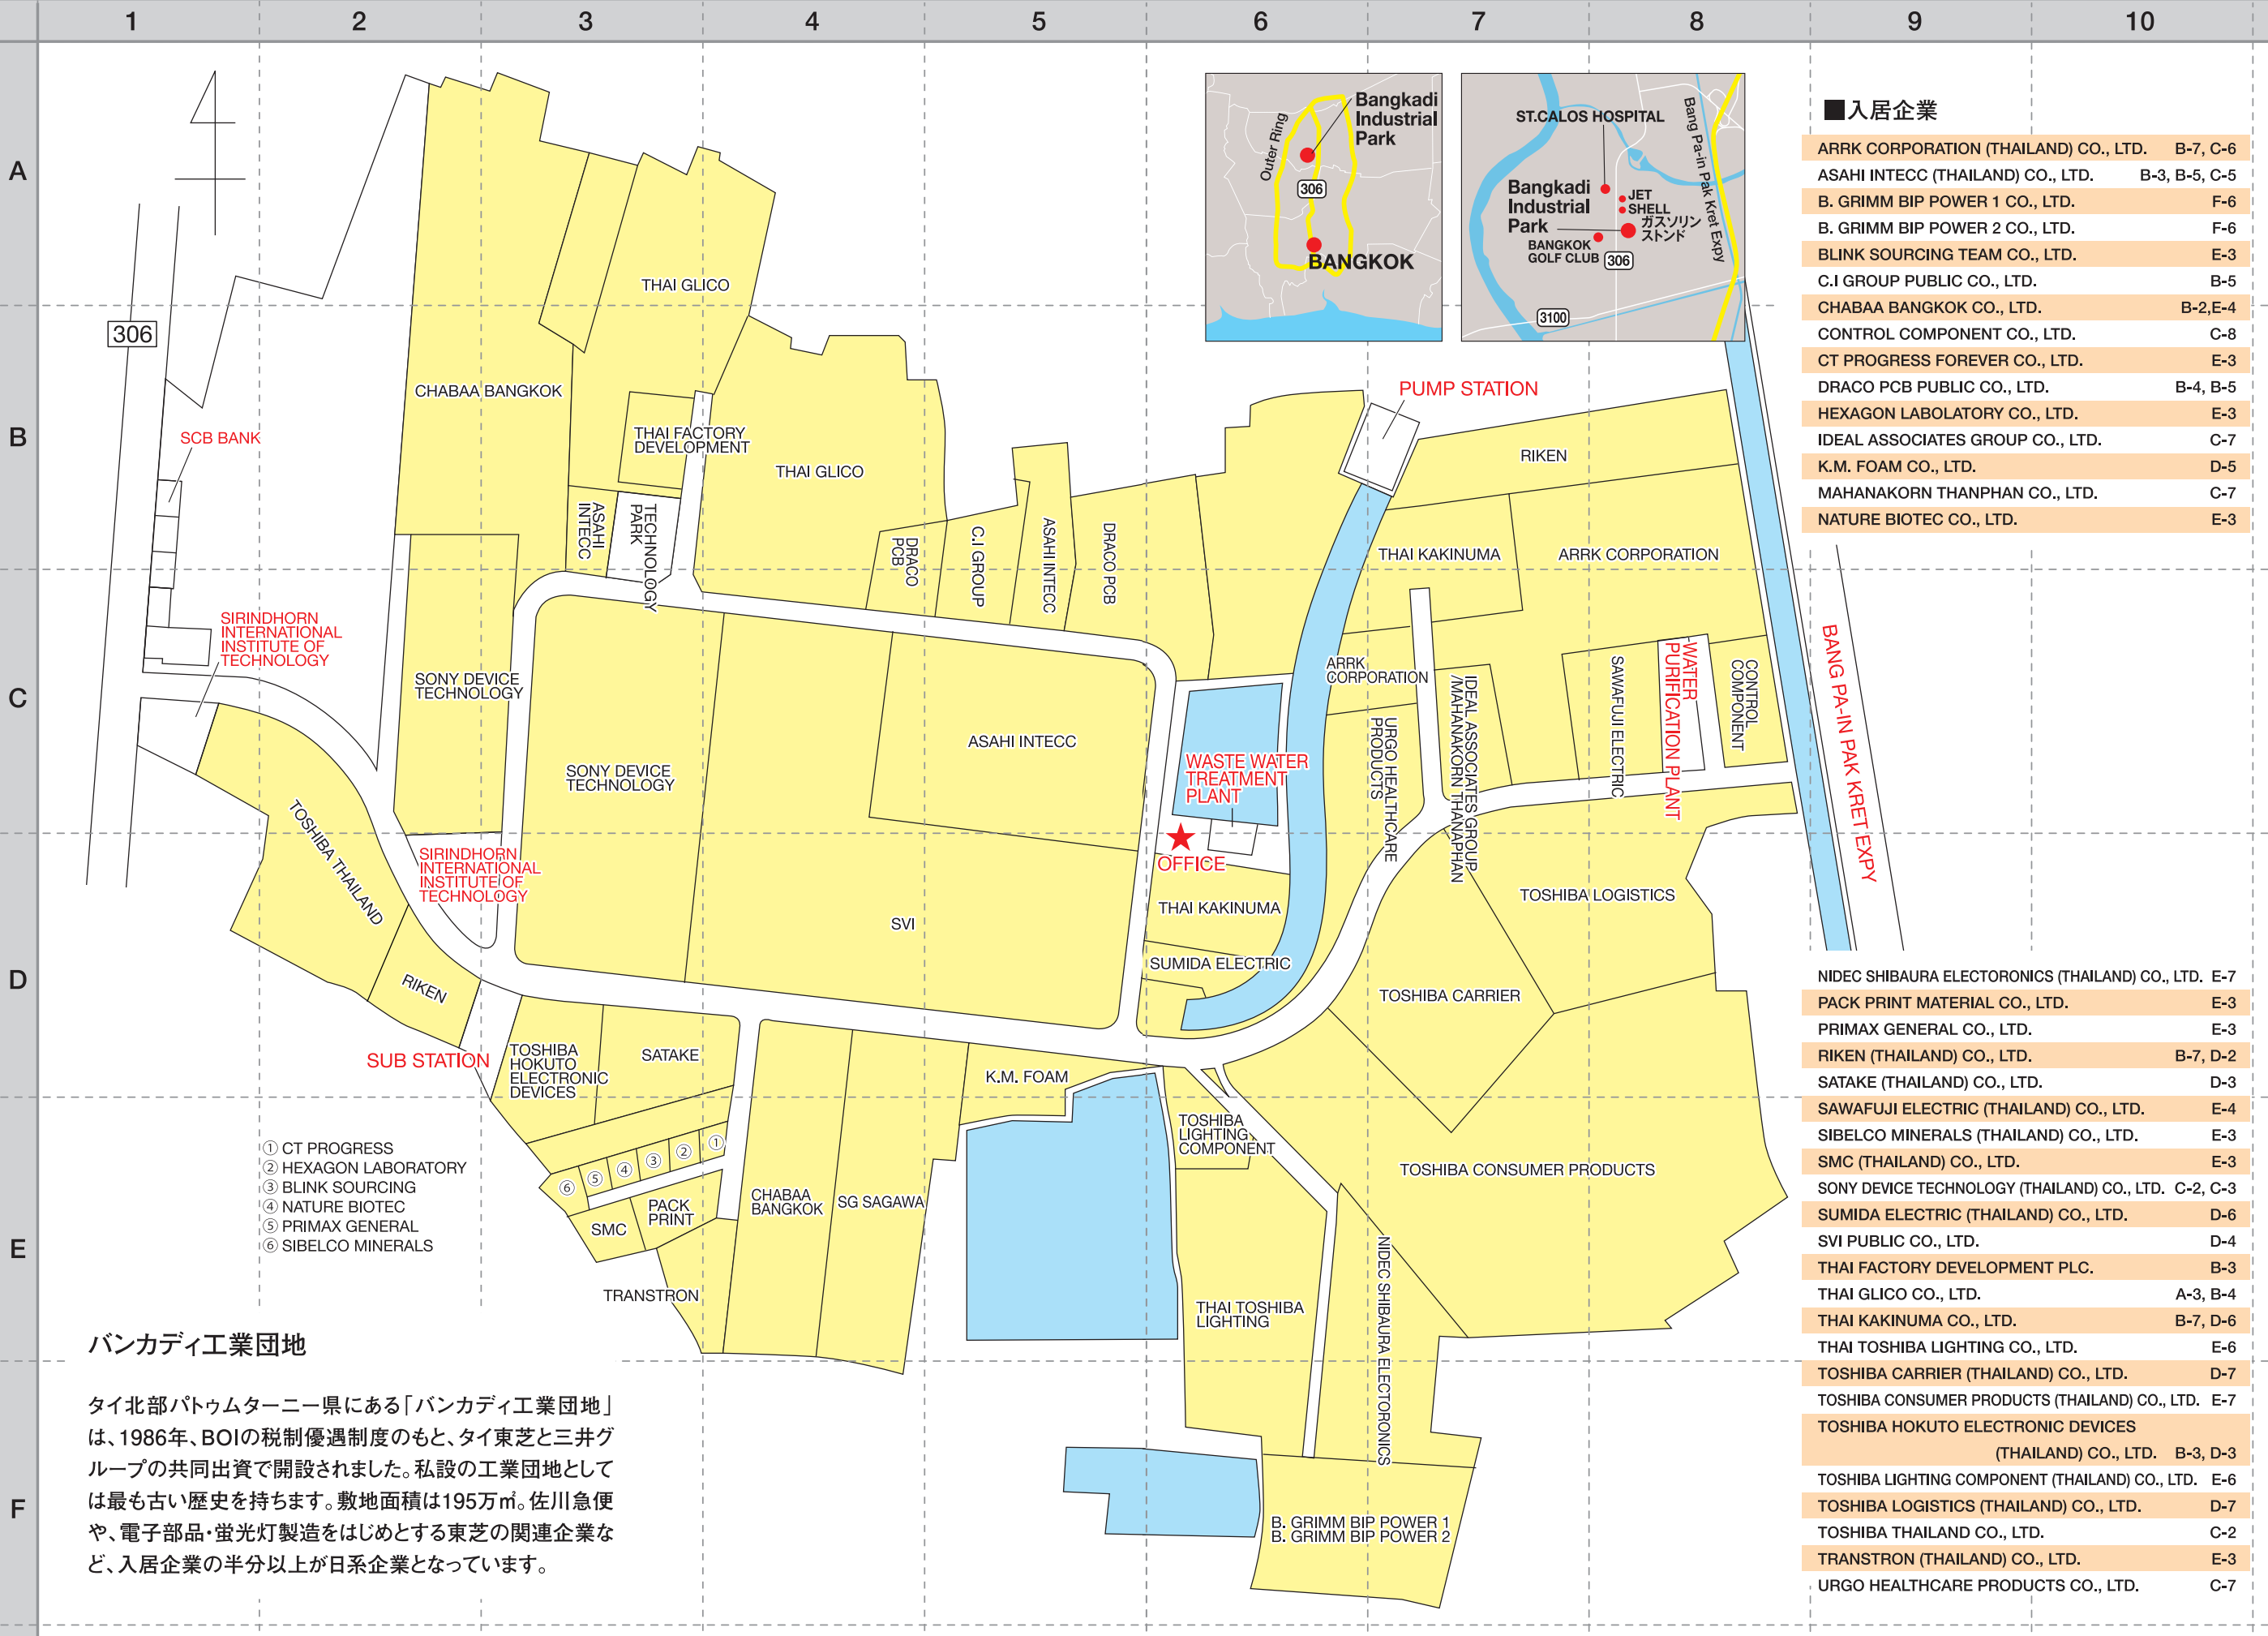 1 2 3 4 5 6 7 8 9 10
A
B
C
D
E
F
306
SCB BANK
SIRINDHORN
INTERNATIONAL
INSTITUTE OF
TECHNOLOGY
CHABAA BANGKOK
THAI GLICO
THAI FACTORY
DEVELOPMENT
THAI GLICO
ASAHI
INTECC
TECHNOLOGY
PARK
DRACO
PCB
C.I GROUP
ASAHI INTECC
DRACO PCB
PUMP STATION
RIKEN
THAI KAKINUMA
ARRK CORPORATION
SONY DEVICE
TECHNOLOGY
SONY DEVICE
TECHNOLOGY
ASAHI INTECC
ARRK
CORPORATION
URGO HEALTHCARE
PRODUCTS
IDEAL ASSOCIATES GROUP
/MAHANAKORN THANAPHAN
SAWAFUJI ELECTRIC
WATER
PURIFICATION PLANT
CONTROL
COMPONENT
BANG PA-IN PAK KRET EXPY
WASTE WATER
TREATMENT
PLANT
OFFICE
TOSHIBA THAILAND
SIRINDHORN
INTERNATIONAL
INSTITUTE OF
TECHNOLOGY
SVI
THAI KAKINUMA
SUMIDA ELECTRIC
TOSHIBA LOGISTICS
TOSHIBA CARRIER
RIKEN
SUB STATION
TOSHIBA
HOKUTO
ELECTRONIC
DEVICES
SATAKE
K.M. FOAM
TOSHIBA
LIGHTING
COMPONENT
TOSHIBA CONSUMER PRODUCTS
① CT PROGRESS
② HEXAGON LABORATORY
③ BLINK SOURCING
④ NATURE BIOTEC
⑤ PRIMAX GENERAL
⑥ SIBELCO MINERALS
⑥ ⑤ ④ ③ ② ①
SMC
PACK
PRINT
TRANSTRON
CHABAA
BANGKOK
SG SAGAWA
THAI TOSHIBA
LIGHTING
NIDEC SHIBAURA ELECTORONICS
B. GRIMM BIP POWER 1
B. GRIMM BIP POWER 2
Outer Ring
Bangkadi
Industrial
Park
306
BANGKOK
ST.CALOS HOSPITAL
Bang Pa-in Pak Kret Expy
Bangkadi
Industrial
Park
JET
SHELL
ガスソリン
ストンド
BANGKOK
GOLF CLUB
306
3100
■入居企業
ARRK CORPORATION (THAILAND) CO., LTD. B-7, C-6
ASAHI INTECC (THAILAND) CO., LTD. B-3, B-5, C-5
B. GRIMM BIP POWER 1 CO., LTD. F-6
B. GRIMM BIP POWER 2 CO., LTD. F-6
BLINK SOURCING TEAM CO., LTD. E-3
C.I GROUP PUBLIC CO., LTD. B-5
CHABAA BANGKOK CO., LTD. B-2,E-4
CONTROL COMPONENT CO., LTD. C-8
CT PROGRESS FOREVER CO., LTD. E-3
DRACO PCB PUBLIC CO., LTD. B-4, B-5
HEXAGON LABOLATORY CO., LTD. E-3
IDEAL ASSOCIATES GROUP CO., LTD. C-7
K.M. FOAM CO., LTD. D-5
MAHANAKORN THANPHAN CO., LTD. C-7
NATURE BIOTEC CO., LTD. E-3
NIDEC SHIBAURA ELECTORONICS (THAILAND) CO., LTD. E-7
PACK PRINT MATERIAL CO., LTD. E-3
PRIMAX GENERAL CO., LTD. E-3
RIKEN (THAILAND) CO., LTD. B-7, D-2
SATAKE (THAILAND) CO., LTD. D-3
SAWAFUJI ELECTRIC (THAILAND) CO., LTD. E-4
SIBELCO MINERALS (THAILAND) CO., LTD. E-3
SMC (THAILAND) CO., LTD. E-3
SONY DEVICE TECHNOLOGY (THAILAND) CO., LTD. C-2, C-3
SUMIDA ELECTRIC (THAILAND) CO., LTD. D-6
SVI PUBLIC CO., LTD. D-4
THAI FACTORY DEVELOPMENT PLC. B-3
THAI GLICO CO., LTD. A-3, B-4
THAI KAKINUMA CO., LTD. B-7, D-6
THAI TOSHIBA LIGHTING CO., LTD. E-6
TOSHIBA CARRIER (THAILAND) CO., LTD. D-7
TOSHIBA CONSUMER PRODUCTS (THAILAND) CO., LTD. E-7
TOSHIBA HOKUTO ELECTRONIC DEVICES
(THAILAND) CO., LTD. B-3, D-3
TOSHIBA LIGHTING COMPONENT (THAILAND) CO., LTD. E-6
TOSHIBA LOGISTICS (THAILAND) CO., LTD. D-7
TOSHIBA THAILAND CO., LTD. C-2
TRANSTRON (THAILAND) CO., LTD. E-3
URGO HEALTHCARE PRODUCTS CO., LTD. C-7
バンカディ工業団地
タイ北部パトゥムターニー県にある「バンカディ工業団地」
は、1986年、BOIの税制優遇制度のもと、タイ東芝と三井グ
ループの共同出資で開設されました。私設の工業団地として
は最も古い歴史を持ちます。敷地面積は195万㎡。佐川急便
や、電子部品・蛍光灯製造をはじめとする東芝の関連企業な
ど、入居企業の半分以上が日系企業となっています。